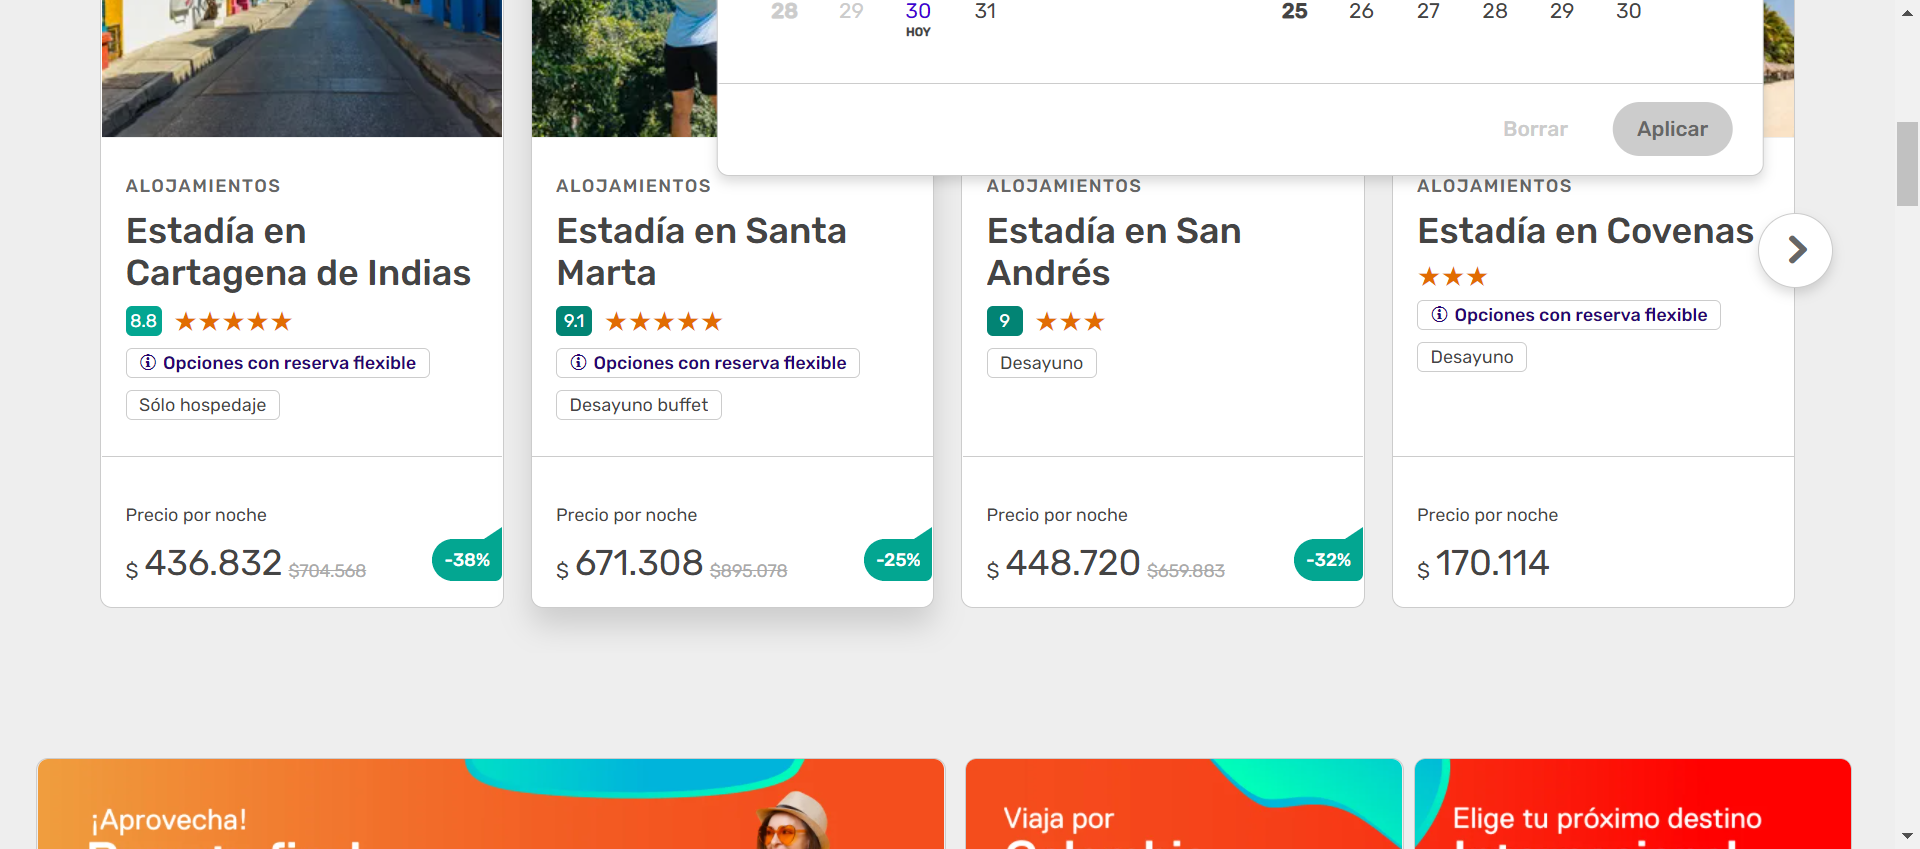 28 29 30 31 25 26 27 28 29 30
HOY
Borrar Aplicar
ALOJAMIENTOS
Estadía en
Cartagena de Indias
8.8
Opciones con reserva flexible
Sólo hospedaje
Precio por noche
$ 436.832 $704.568
-38%
ALOJAMIENTOS
Estadía en Santa
Marta
9.1
Opciones con reserva flexible
Desayuno buffet
Precio por noche
$ 671.308 $895.078
-25%
ALOJAMIENTOS
Estadía en San
Andrés
9
Desayuno
Precio por noche
$ 448.720 $659.883
-32%
ALOJAMIENTOS
Estadía en Covenas
Opciones con reserva flexible
Desayuno
Precio por noche
$ 170.114
¡Aprovecha!
Viaja por
Elige tu próximo destino